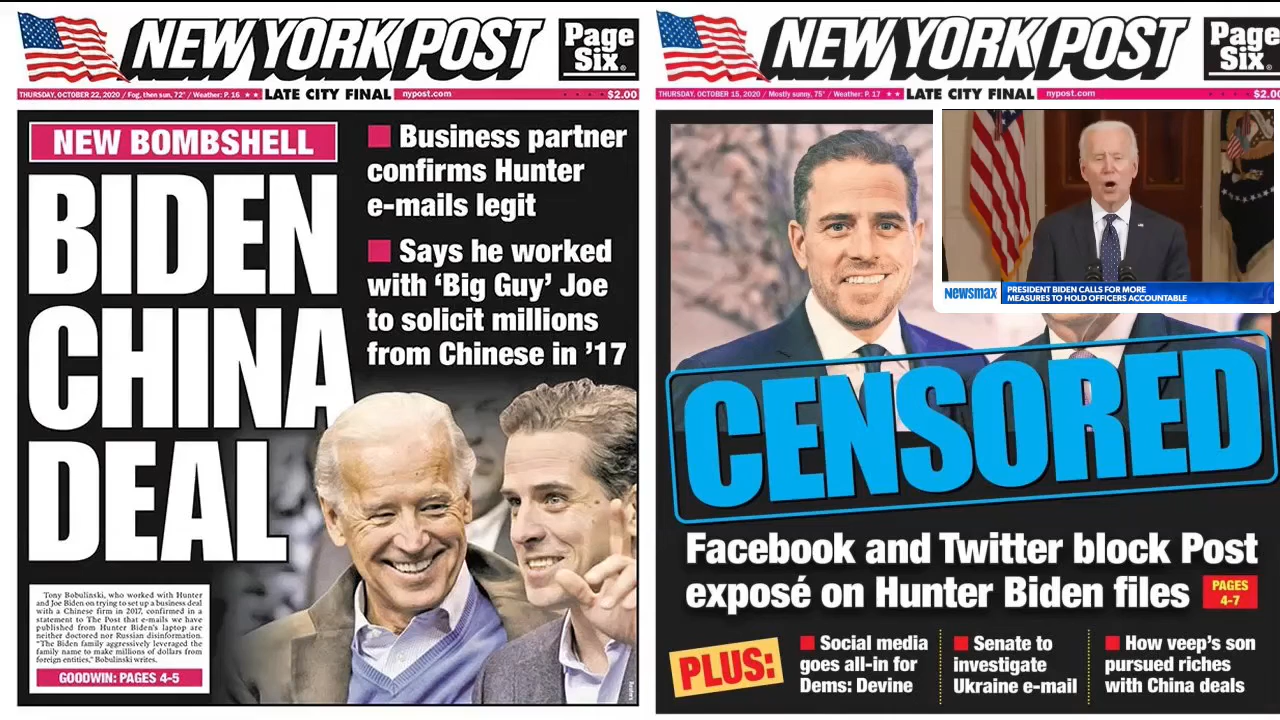 NEW YORK POST
Page
Six®
THURSDAY, OCTOBER 22, 2020 / Fog, then sun, 72° / Weather: P. 16 ★★
LATE CITY FINAL
nypost.com
$2.00
NEW BOMBSHELL
BIDEN
CHINA
DEAL
Business partner
confirms Hunter
e-mails legit
Says he worked
with ‘Big Guy’ Joe
to solicit millions
from Chinese in ’17
Tony Bobulinski, who worked with Hunter
and Joe Biden on trying to set up a business deal
with a Chinese firm in 2017, confirmed in a
statement to The Post that e-mails we have
published from Hunter's laptop are
neither doctored nor Russian disinformation.
“The Biden family aggressively leveraged the
family name to make millions of dollars from
foreign entities,” Bobulinski writes.
GOODWIN: PAGES 4-5
Reuters
NEW YORK POST
Page
Six®
THURSDAY, OCTOBER 15, 2020 / Mostly sunny, 75° / Weather: P. 17 ★★
LATE CITY FINAL
nypost.com
$2.00
NEWSMAX
PRESIDENT BIDEN CALLS FOR MORE
MEASURES TO HOLD OFFICERS ACCOUNTABLE
CENSORED
Facebook and Twitter block Post
exposé on Hunter Biden files
PAGES
4-7
PLUS:
Social media
goes all-in for
Dems: Devine
Senate to
investigate
Ukraine e-mail
How veep’s son
pursued riches
with China deals